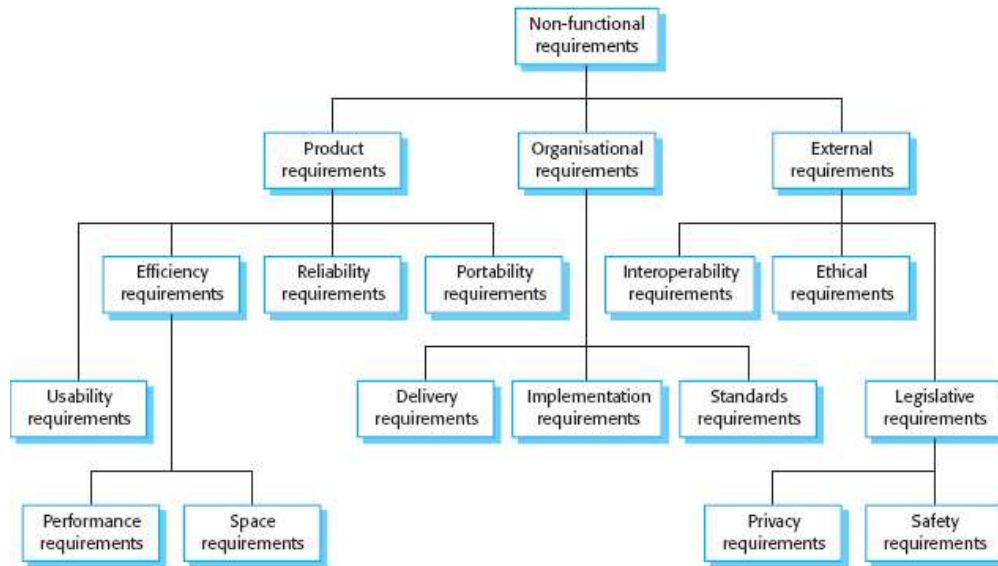 Non-functional
requirements
Product
requirements
Organisational
requirements
External
requirements
Efficiency
requirements
Reliability
requirements
Portability
requirements
Interoperability
requirements
Ethical
requirements
Usability
requirements
Delivery
requirements
Implementation
requirements
Standards
requirements
Legislative
requirements
Performance
requirements
Space
requirements
Privacy
requirements
Safety
requirements